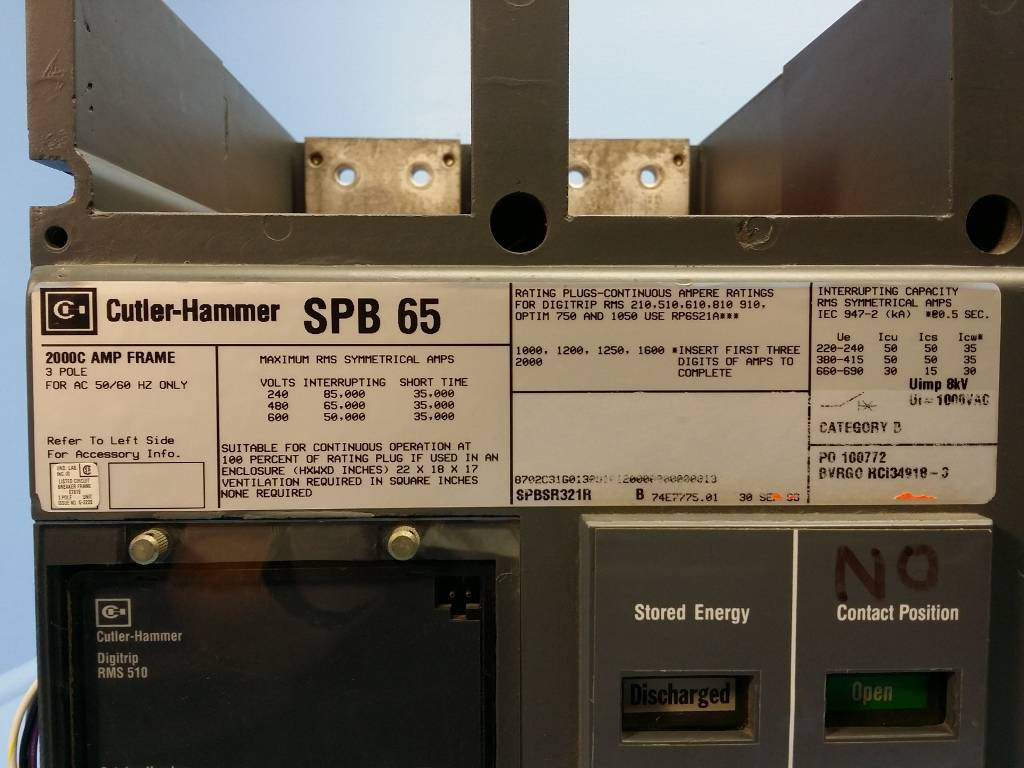 Cutler-Hammer SPB 65
2000C AMP FRAME
3 POLE
FOR AC 50/60 HZ ONLY
Refer To Left Side
For Accessory Info.
MAXIMUM RMS SYMMETRICAL AMPS
VOLTS INTERRUPTING SHORT TIME
240 85,000 35,000
480 65,000 35,000
600 50,000 35,000
SUITABLE FOR CONTINUOUS OPERATION AT
100 PERCENT OF RATING PLUG IF USED IN AN
ENCLOSURE (HXWXD INCHES) 22 X 18 X 17
VENTILATION REQUIRED IN SQUARE INCHES
NONE REQUIRED
RATING PLUGS-CONTINUOUS AMPERE RATINGS
FOR DIGITRIP RMS 210,510,610,810 910,
OPTIM 750 AND 1050 USE RP6S21A***
1000, 1200, 1250, 1600 *INSERT FIRST THREE
2000 DIGITS OF AMPS TO
COMPLETE
SPBSR321R B 74E7775.01 30
INTERRUPTING CAPACITY
RMS SYMMETRICAL AMPS
IEC 947-2 (kA) *@0.5 SEC.
Ue Icu Ics Icw*
220-240 50 50 35
380-415 50 50 35
660-690 30 15 30
Uimp 8kV
Ui= 1000VAC
CATEGORY B
PO 160772
BVRGO HCI34918-3
Cutler-Hammer
Digitrip
RMS 510
Stored Energy
Discharged
NO
Contact Position
Open